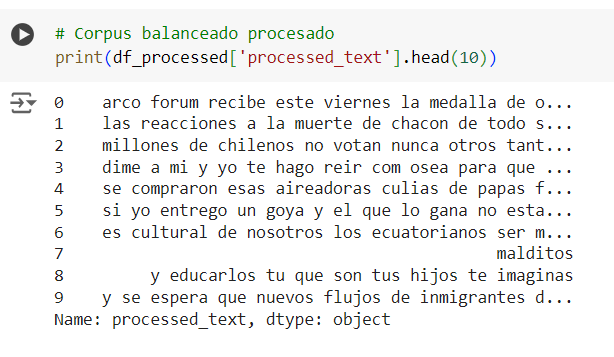 # Corpus balanceado procesado
print(df_processed['processed_text'].head(10))
0 arco forum recibe este viernes la medalla de o...
1 las reacciones a la muerte de chacon de todo s...
2 millones de chilenos no votan nunca otros tant...
3 dime a mi y yo te hago reir com osea para que ...
4 se compraron esas aireadoras culias de papas f...
5 si yo entrego un goya y el que lo gana no esta...
6 es cultural de nosotros los ecuatorianos ser m...
7 malditos
8 y educarlos tu que son tus hijos te imaginas
9 y se espera que nuevos flujos de inmigrantes d...
Name: processed_text, dtype: object